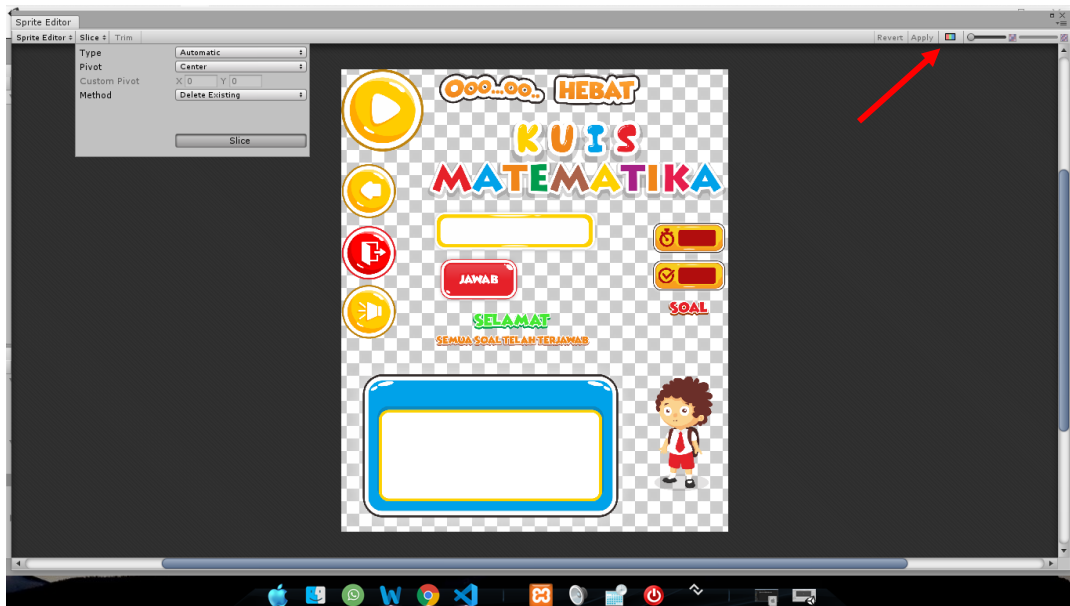 Sprite Editor
Sprite Editor Slice Trim Revert Apply
Type Automatic
Pivot Center
Custom Pivot X 0 Y 0
Method Delete Existing
Slice
Ooo...oo.. HEBAT
KUIS
MATEMATIKA
JAWAB
SOAL
SELAMAT
SEMUA SOAL TELAH TERJAWAB